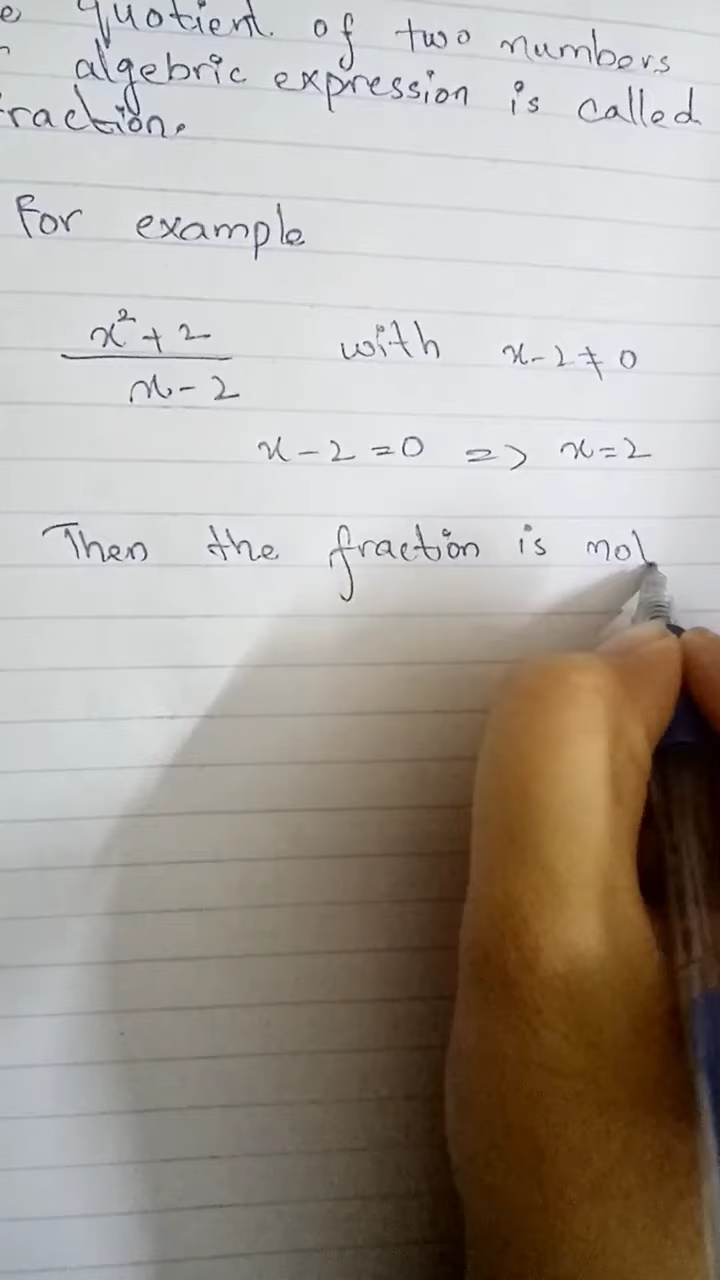 e quotient of two numbers
algebric expression is called
raction.
For example
x²+2 / x-2 with x-2≠0
x-2=0 => x=2
Then the fraction is not